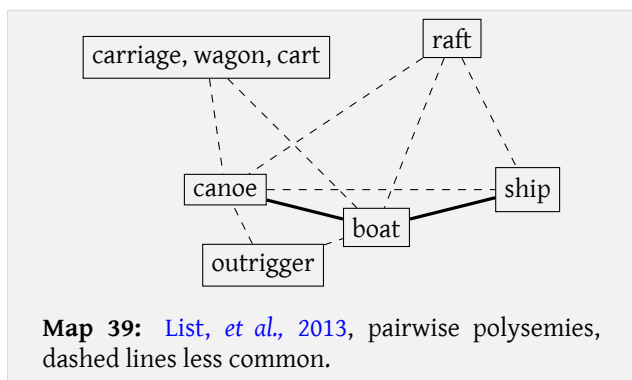 raft
carriage, wagon, cart
canoe
ship
boat
outrigger
Map 39: List, et al., 2013, pairwise polysemies,
dashed lines less common.